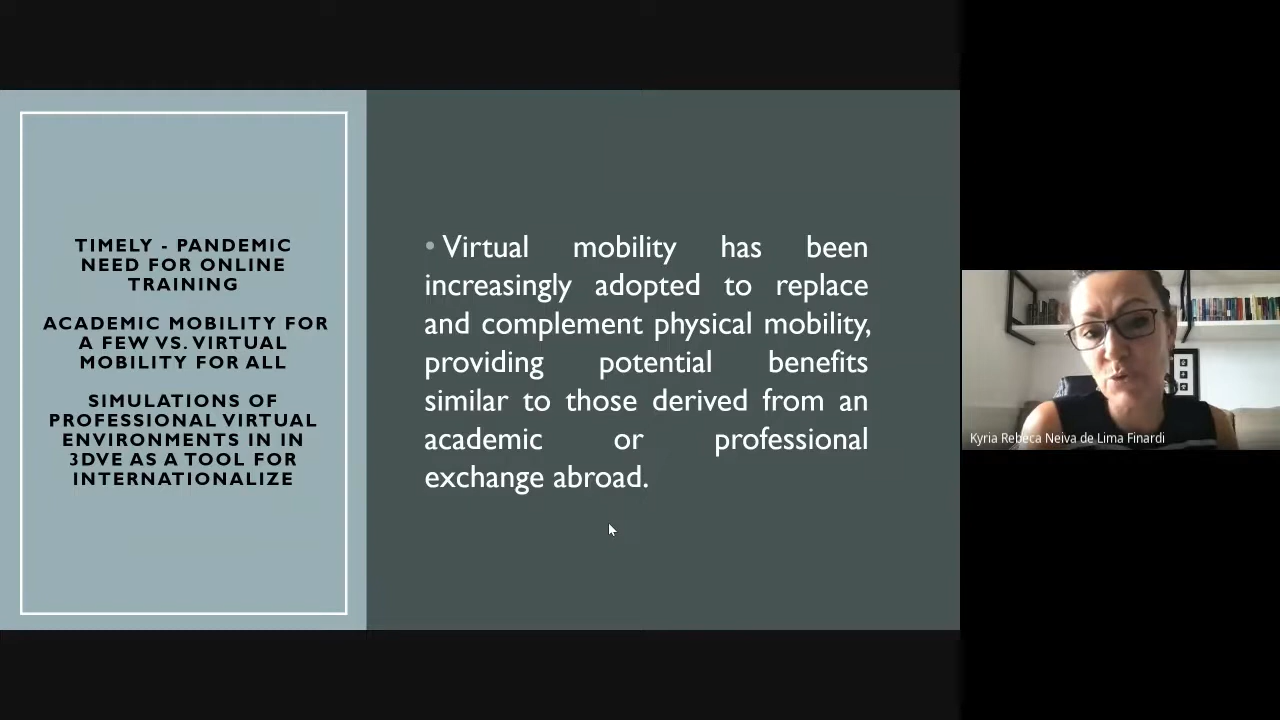 TIMELY - PANDEMIC
NEED FOR ONLINE
TRAINING
ACADEMIC MOBILITY FOR
A FEW VS. VIRTUAL
MOBILITY FOR ALL
SIMULATIONS OF
PROFESSIONAL VIRTUAL
ENVIRONMENTS IN IN
3DVE AS A TOOL FOR
INTERNATIONALIZE
• Virtual mobility has been
increasingly adopted to replace
and complement physical mobility,
providing potential benefits
similar to those derived from an
academic or professional
exchange abroad.
Kyria Rebeca Neiva de Lima Finardi